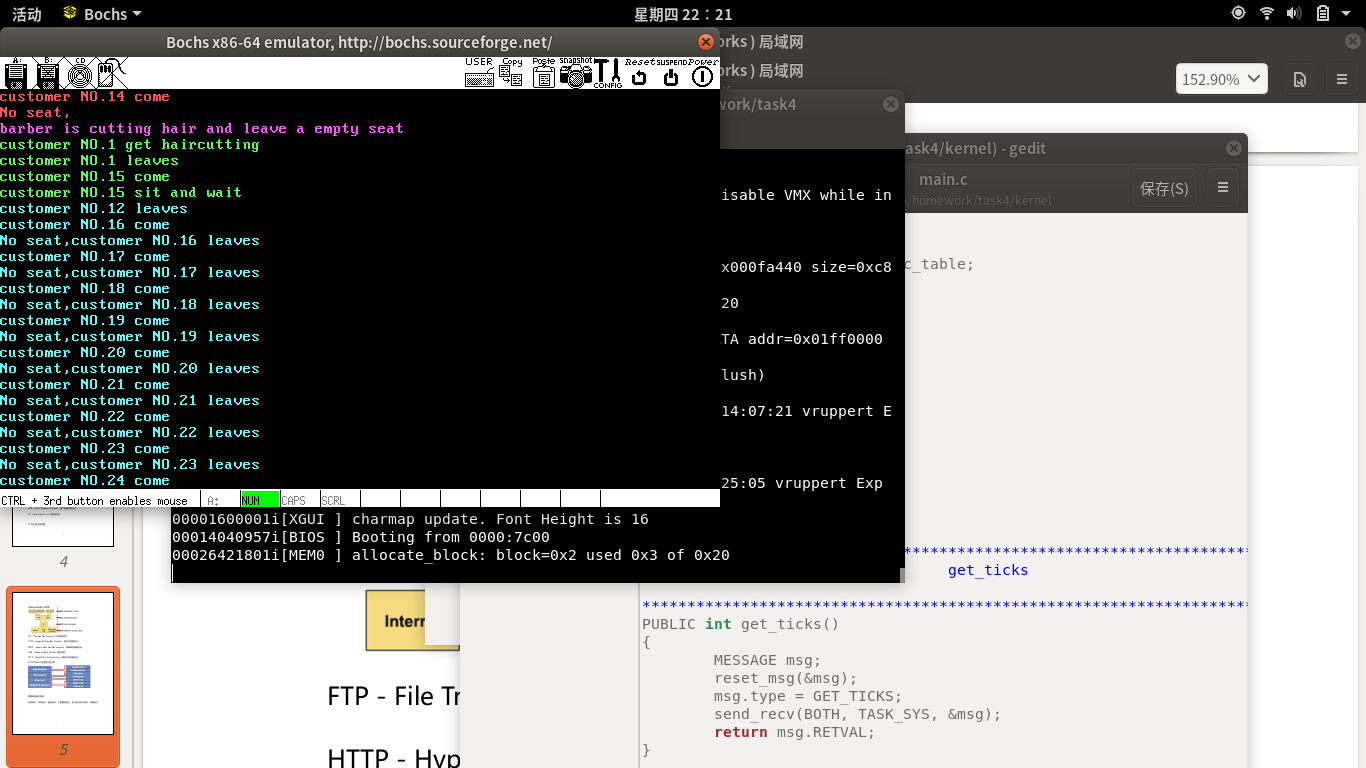 活动
Bochs
星期四 22：21
Bochs x86-64 emulator, http://bochs.sourceforge.net/
A:
B:
CD
USER
Copy
Paste
snapshot
CONFIG
Reset
SUSPEND
Power
customer NO.14 come
No seat,
barber is cutting hair and leave a empty seat
customer NO.1 get haircutting
customer NO.1 leaves
customer NO.15 come
customer NO.15 sit and wait
customer NO.12 leaves
customer NO.16 come
No seat,customer NO.16 leaves
customer NO.17 come
No seat,customer NO.17 leaves
customer NO.18 come
No seat,customer NO.18 leaves
customer NO.19 come
No seat,customer NO.19 leaves
customer NO.20 come
No seat,customer NO.20 leaves
customer NO.21 come
No seat,customer NO.21 leaves
customer NO.22 come
No seat,customer NO.22 leaves
customer NO.23 come
No seat,customer NO.23 leaves
customer NO.24 come
CTRL + 3rd button enables mouse
A:
NUM
CAPS
SCRL
orks ) 局域网
orks ) 局域网
152.90%
work/task4
isable VMX while in
x000fa440 size=0xc8
20
TA addr=0x01ff0000
lush)
14:07:21 vruppert E
25:05 vruppert Exp
00001600001i[XGUI ] charmap update. Font Height is 16
00014040957i[BIOS ] Booting from 0000:7c00
00026421801i[MEM0 ] allocate_block: block=0x2 used 0x3 of 0x20
ask4/kernel) - gedit
main.c
/homework/task4/kernel
保存(S)
c_table;
get_ticks
PUBLIC int get_ticks()
{
MESSAGE msg;
reset_msg(&msg);
msg.type = GET_TICKS;
send_recv(BOTH, TASK_SYS, &msg);
return msg.RETVAL;
}
4
5
Intern
FTP - File Tr
HTTP - Hyp